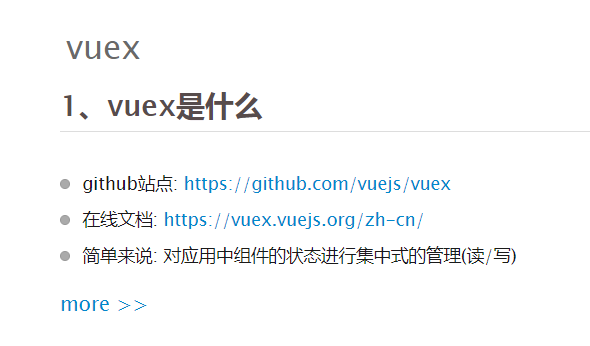 vuex
1、vuex是什么
github站点: https://github.com/vuejs/vuex
在线文档: https://vuex.vuejs.org/zh-cn/
简单来说: 对应用中组件的状态进行集中式的管理(读/写)
more >>